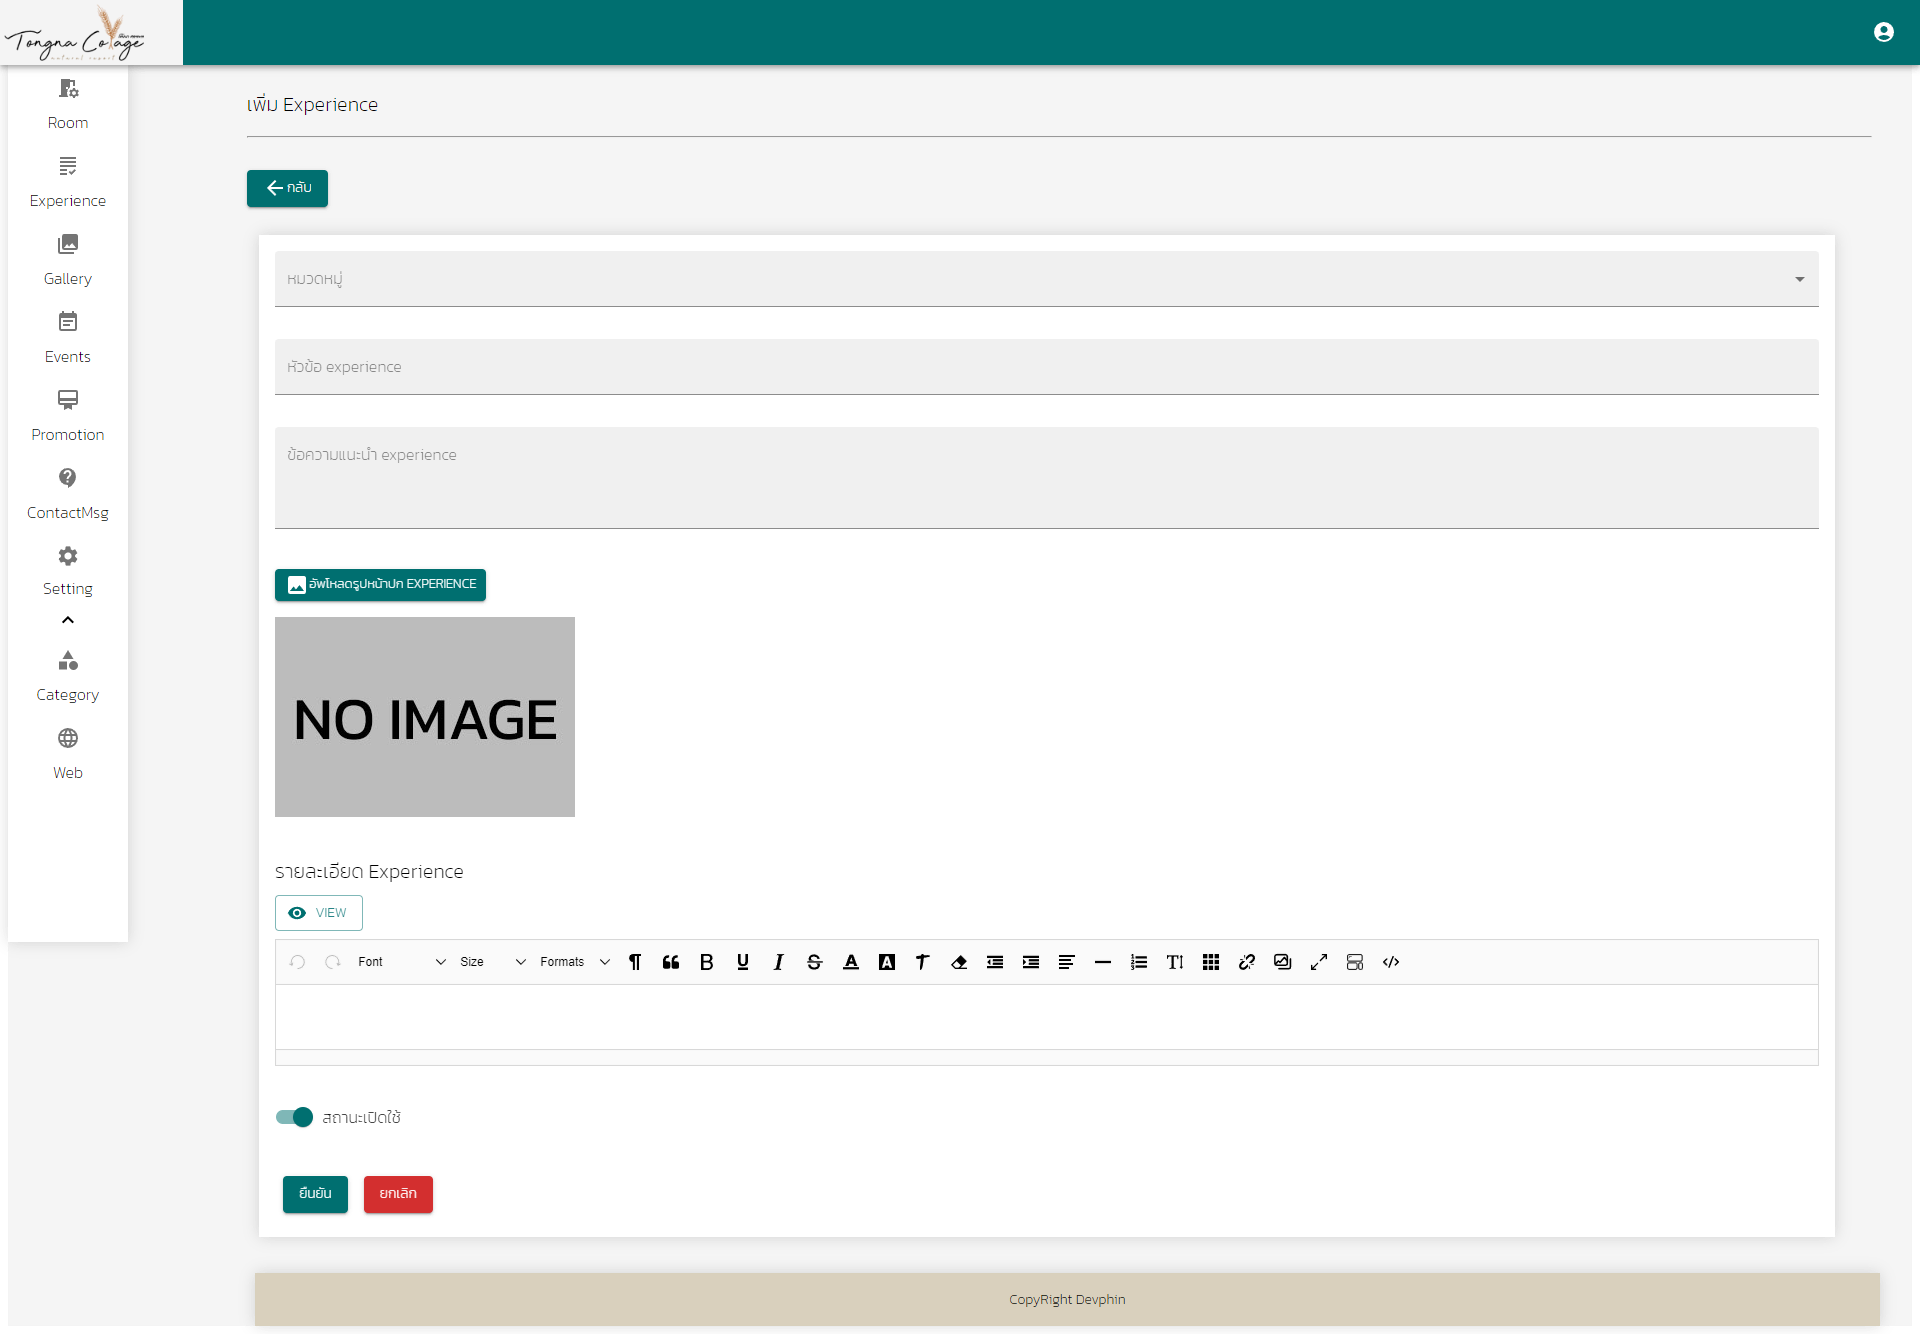 Tongna Cottage
natural resort
Room
Experience
Gallery
Events
Promotion
ContactMsg
Setting
Category
Web
เพิ่ม Experience
กลับ
หมวดหมู่
หัวข้อ experience
ข้อความแนะนำ experience
อัพโหลดรูปหน้าปก EXPERIENCE
NO IMAGE
รายละเอียด Experience
VIEW
Font Size Formats
สถานะเปิดใช้
ยืนยัน ยกเลิก
CopyRight Devphin